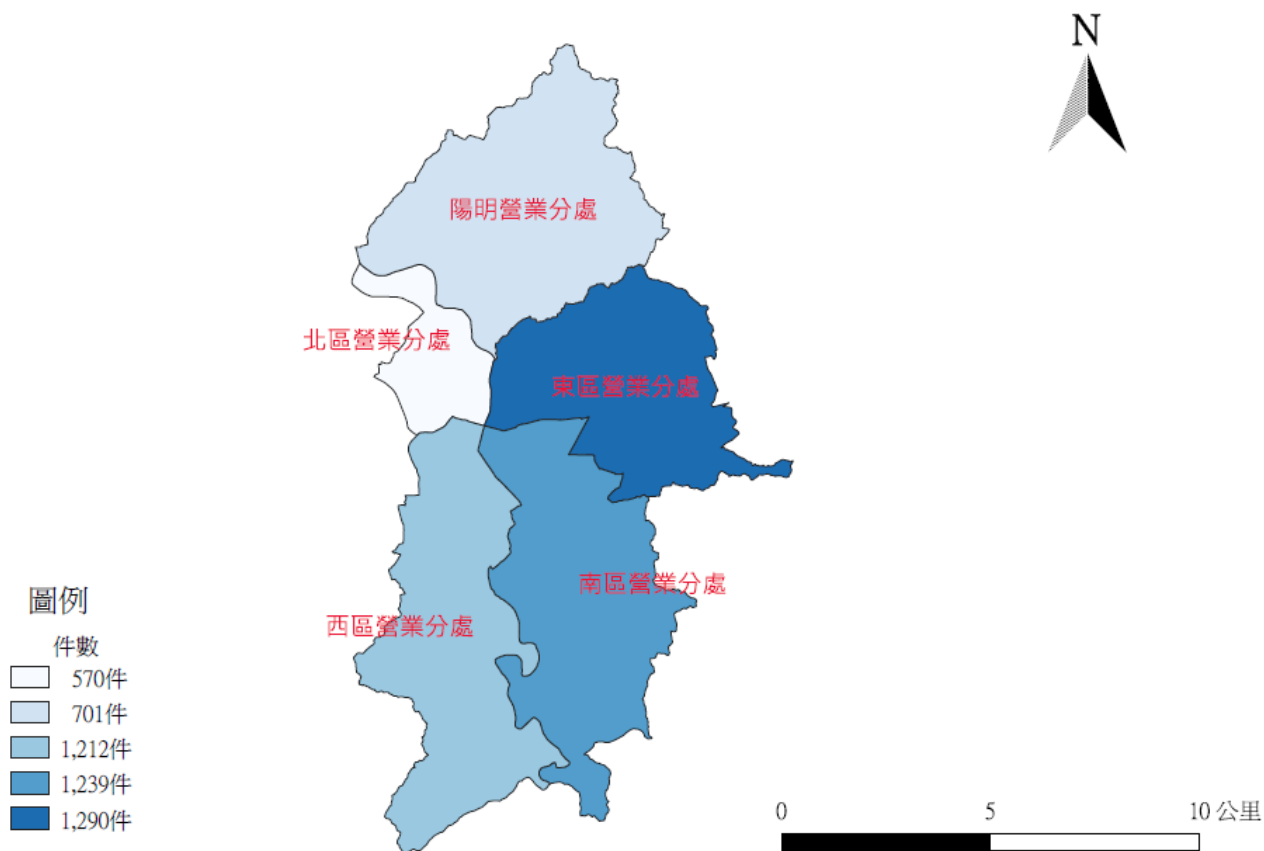 N
陽明營業分處
北區營業分處
東區營業分處
南區營業分處
西區營業分處
圖例
件數
570件
701件
1,212件
1,239件
1,290件
0 5 10 公里